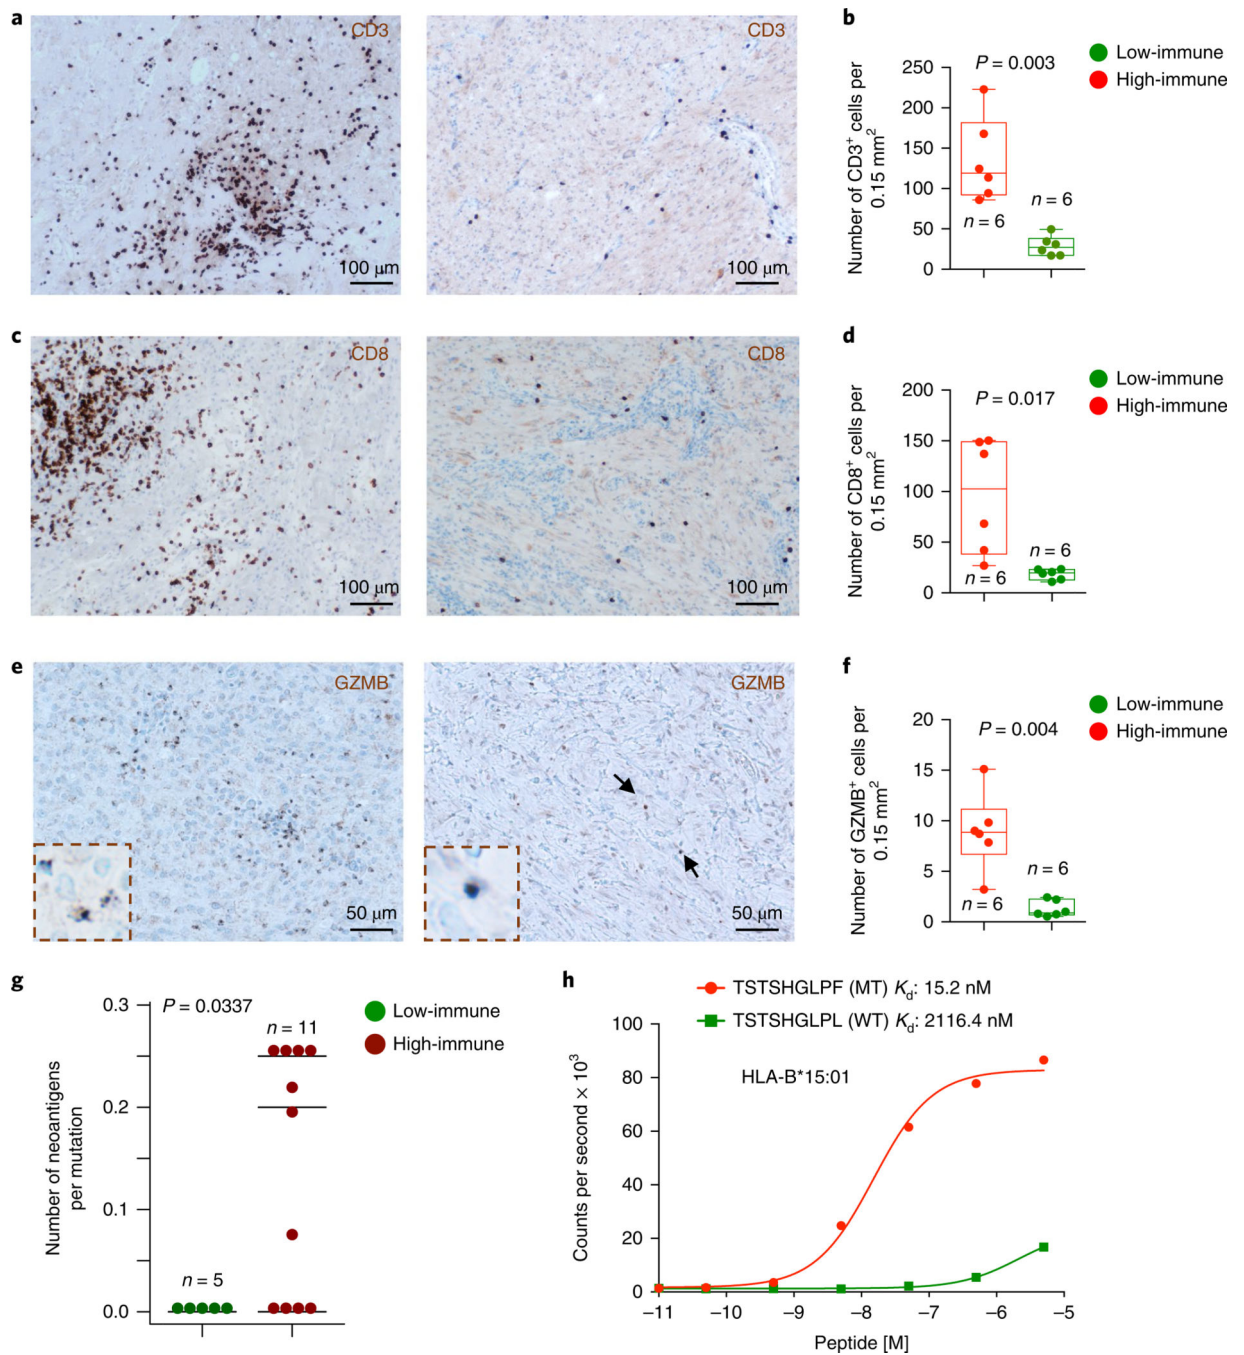 a
CD3
100 μm
CD3
100 μm
b
Low-immune
High-immune
P = 0.003
Number of CD3⁺ cells per
0.15 mm²
250
200
150
100
50
0
n = 6
n = 6
c
CD8
100 μm
CD8
100 μm
d
Low-immune
High-immune
P = 0.017
Number of CD8⁺ cells per
0.15 mm²
200
150
100
50
0
n = 6
n = 6
e
GZMB
50 μm
GZMB
50 μm
f
Low-immune
High-immune
P = 0.004
Number of GZMB⁺ cells per
0.15 mm²
20
15
10
5
0
n = 6
n = 6
g
Low-immune
High-immune
P = 0.0337
n = 11
n = 5
Number of neoantigens
per mutation
0.3
0.2
0.1
0.0
h
TSTSHGLPF (MT) Kd: 15.2 nM
TSTSHGLPL (WT) Kd: 2116.4 nM
HLA-B*15:01
Counts per second × 10³
100
80
60
40
20
0
–11 –10 –9 –8 –7 –6 –5
Peptide [M]